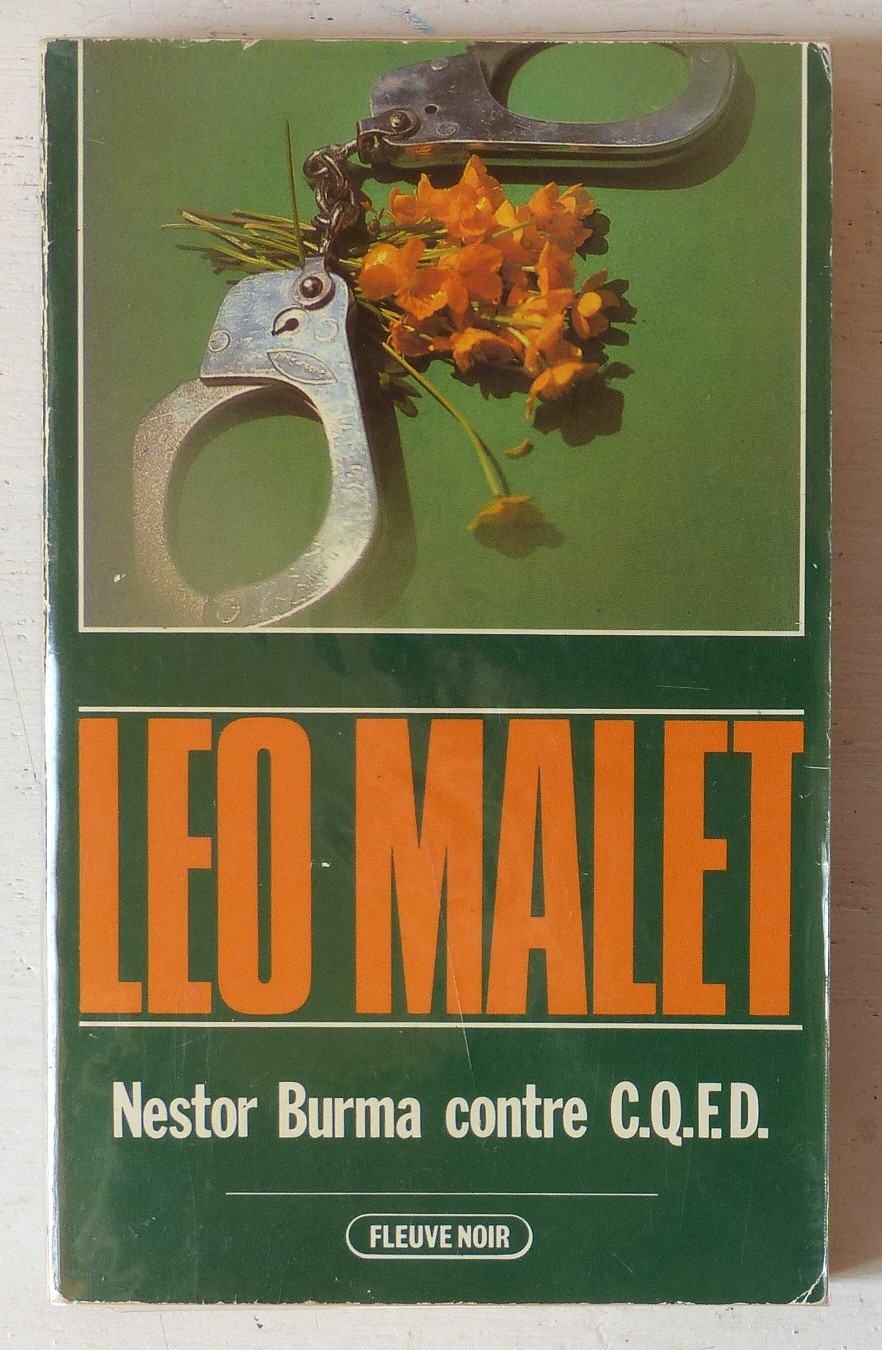 LEO MALET
Nestor Burma contre C.Q.F.D.
FLEUVE NOIR